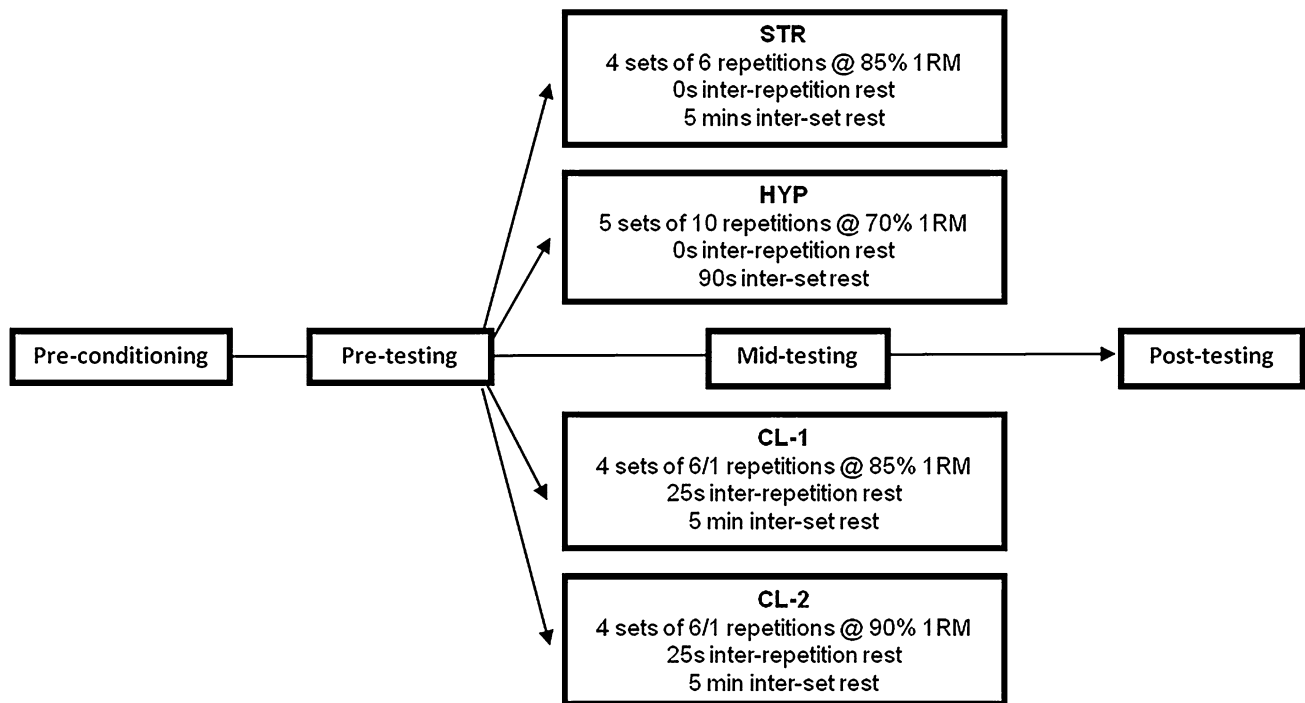 STR
4 sets of 6 repetitions @ 85% 1RM
0s inter-repetition rest
5 mins inter-set rest
HYP
5 sets of 10 repetitions @ 70% 1RM
0s inter-repetition rest
90s inter-set rest
Pre-conditioning
Pre-testing
Mid-testing
Post-testing
CL-1
4 sets of 6/1 repetitions @ 85% 1RM
25s inter-repetition rest
5 min inter-set rest
CL-2
4 sets of 6/1 repetitions @ 90% 1RM
25s inter-repetition rest
5 min inter-set rest